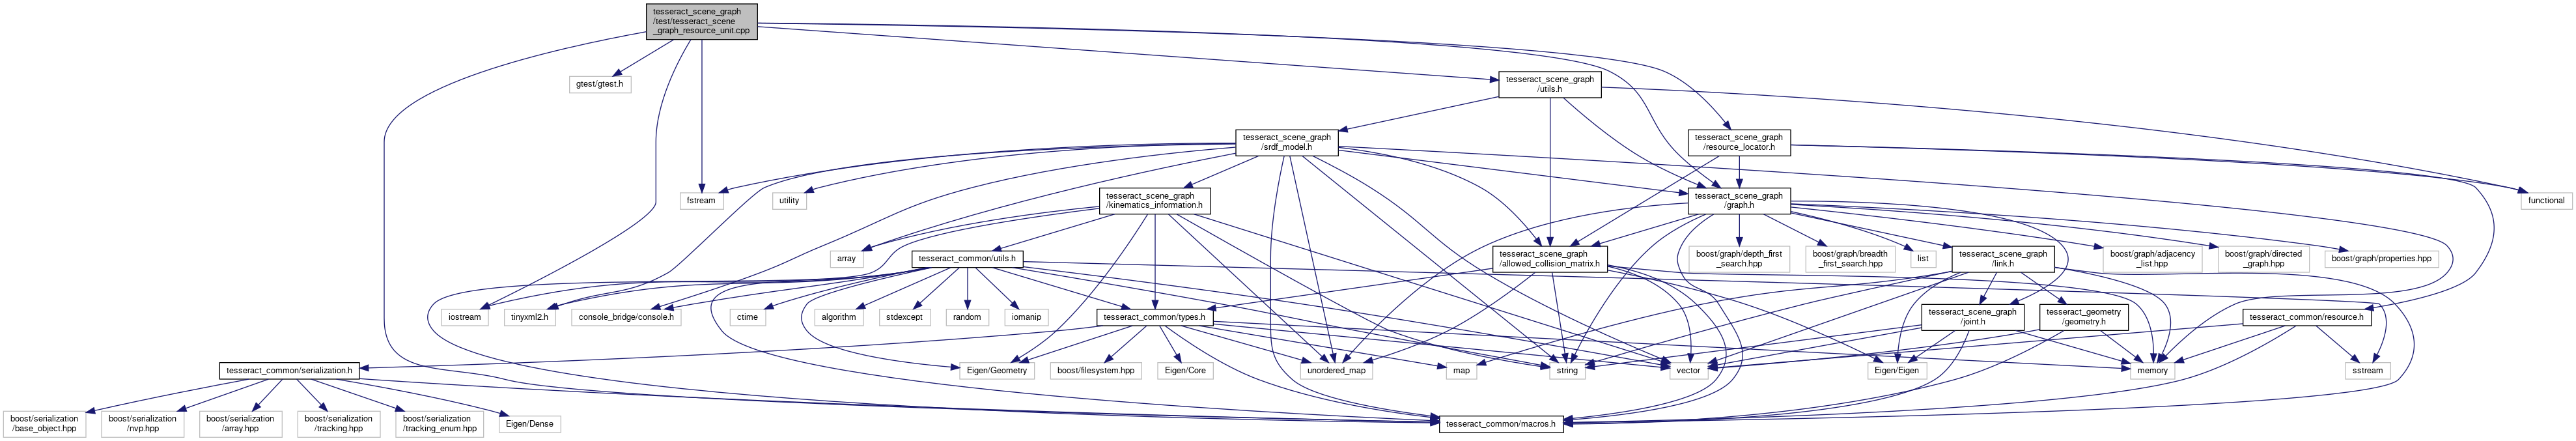 tesseract_scene_graph
/test/tesseract_scene
_graph_resource_unit.cpp
gtest/gtest.h
tesseract_scene_graph
/utils.h
tesseract_scene_graph
/srdf_model.h
tesseract_scene_graph
/resource_locator.h
fstream
utility
tesseract_scene_graph
/kinematics_information.h
tesseract_scene_graph
/graph.h
functional
array
tesseract_common/utils.h
tesseract_scene_graph
/allowed_collision_matrix.h
boost/graph/depth_first
_search.hpp
boost/graph/breadth
_first_search.hpp
list
tesseract_scene_graph
/link.h
boost/graph/adjacency
_list.hpp
boost/graph/directed
_graph.hpp
boost/graph/properties.hpp
iostream
tinyxml2.h
console_bridge/console.h
ctime
algorithm
stdexcept
random
iomanip
tesseract_common/types.h
tesseract_scene_graph
/joint.h
tesseract_geometry
/geometry.h
tesseract_common/resource.h
tesseract_common/serialization.h
Eigen/Geometry
boost/filesystem.hpp
Eigen/Core
unordered_map
map
string
vector
Eigen/Eigen
memory
sstream
boost/serialization
/base_object.hpp
boost/serialization
/nvp.hpp
boost/serialization
/array.hpp
boost/serialization
/tracking.hpp
boost/serialization
/tracking_enum.hpp
Eigen/Dense
tesseract_common/macros.h